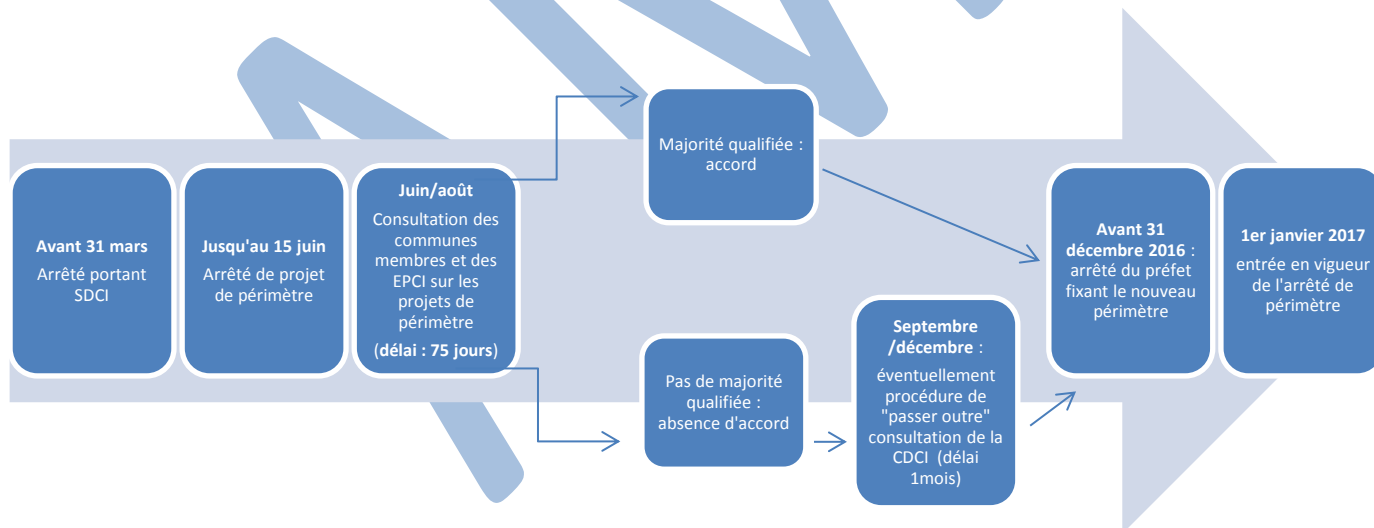 Avant 31 mars
Arrêté portant
SDCI
Jusqu'au 15 juin
Arrêté de projet
de périmètre
Juin/août
Consultation des
communes
membres et des
EPCI sur les
projets de
périmètre
(délai : 75 jours)
Majorité qualifiée :
accord
Pas de majorité
qualifiée :
absence d'accord
Septembre
/décembre :
éventuellement
procédure de
"passer outre"
consultation de la
CDCI (délai
1mois)
Avant 31
décembre 2016 :
arrêté du préfet
fixant le nouveau
périmètre
1er janvier 2017
entrée en vigueur
de l'arrêté de
périmètre